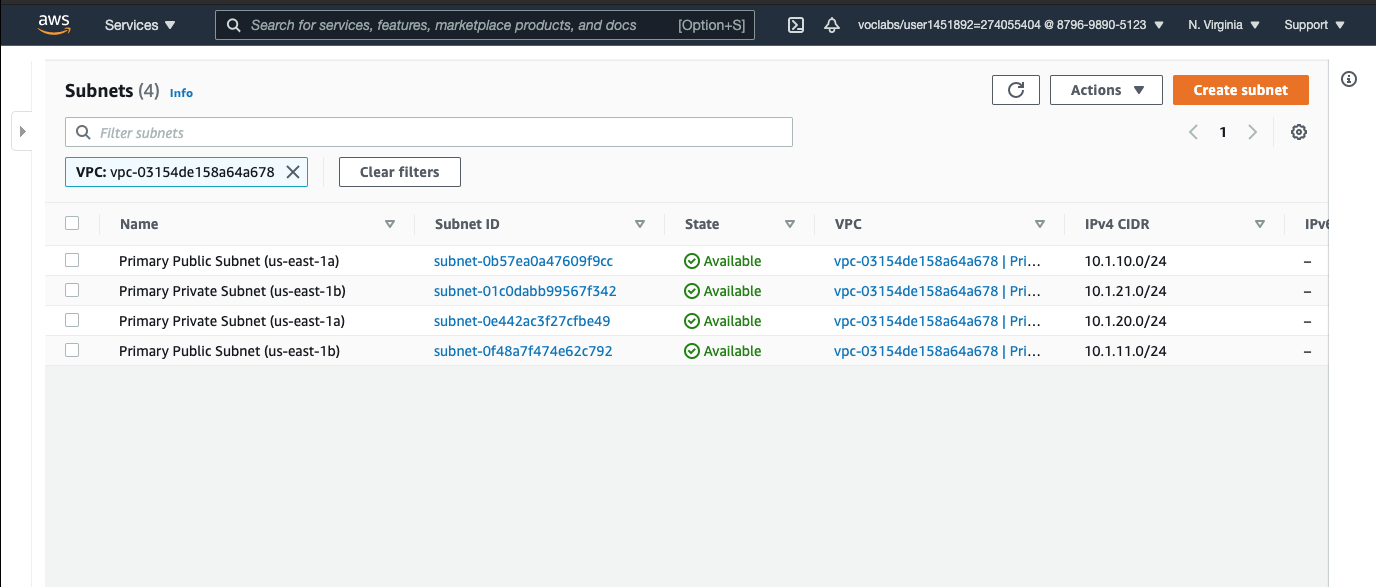 aws Services Search for services, features, marketplace products, and docs [Option+S] voclabs/user1451892=274055404 @ 8796-9890-5123 N. Virginia Support
Subnets (4) Info Actions Create subnet
Filter subnets 1
VPC: vpc-03154de158a64a678 Clear filters
Name Subnet ID State VPC IPv4 CIDR IPv6
Primary Public Subnet (us-east-1a) subnet-0b57ea0a47609f9cc Available vpc-03154de158a64a678 | Pri... 10.1.10.0/24 –
Primary Private Subnet (us-east-1b) subnet-01c0dabb99567f342 Available vpc-03154de158a64a678 | Pri... 10.1.21.0/24 –
Primary Private Subnet (us-east-1a) subnet-0e442ac3f27cfbe49 Available vpc-03154de158a64a678 | Pri... 10.1.20.0/24 –
Primary Public Subnet (us-east-1b) subnet-0f48a7f474e62c792 Available vpc-03154de158a64a678 | Pri... 10.1.11.0/24 –